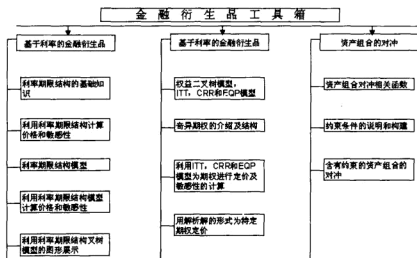 金融衍生品工具箱
基于利率的金融衍生品
基于利率的金融衍生品
资产组合的对冲
利率期限结构的基础知
识
利用利率期限结构计算
价格和敏感性
利率期限结构模型
利用利率期限结构模型
计算价格和敏感性
利用利率期限结构叉树
模型的图形展示
权益二叉树模型,
ITT, CRR和EQP模型
奇异期权的介绍及结构
利用ITT, CRR和EQP
模型为期权进行定价及
敏感性的计算
用解析解的形式为特定
期权定价
资产组合对冲相关函数
约束条件的说明和构建
含有约束的资产组合的
对冲